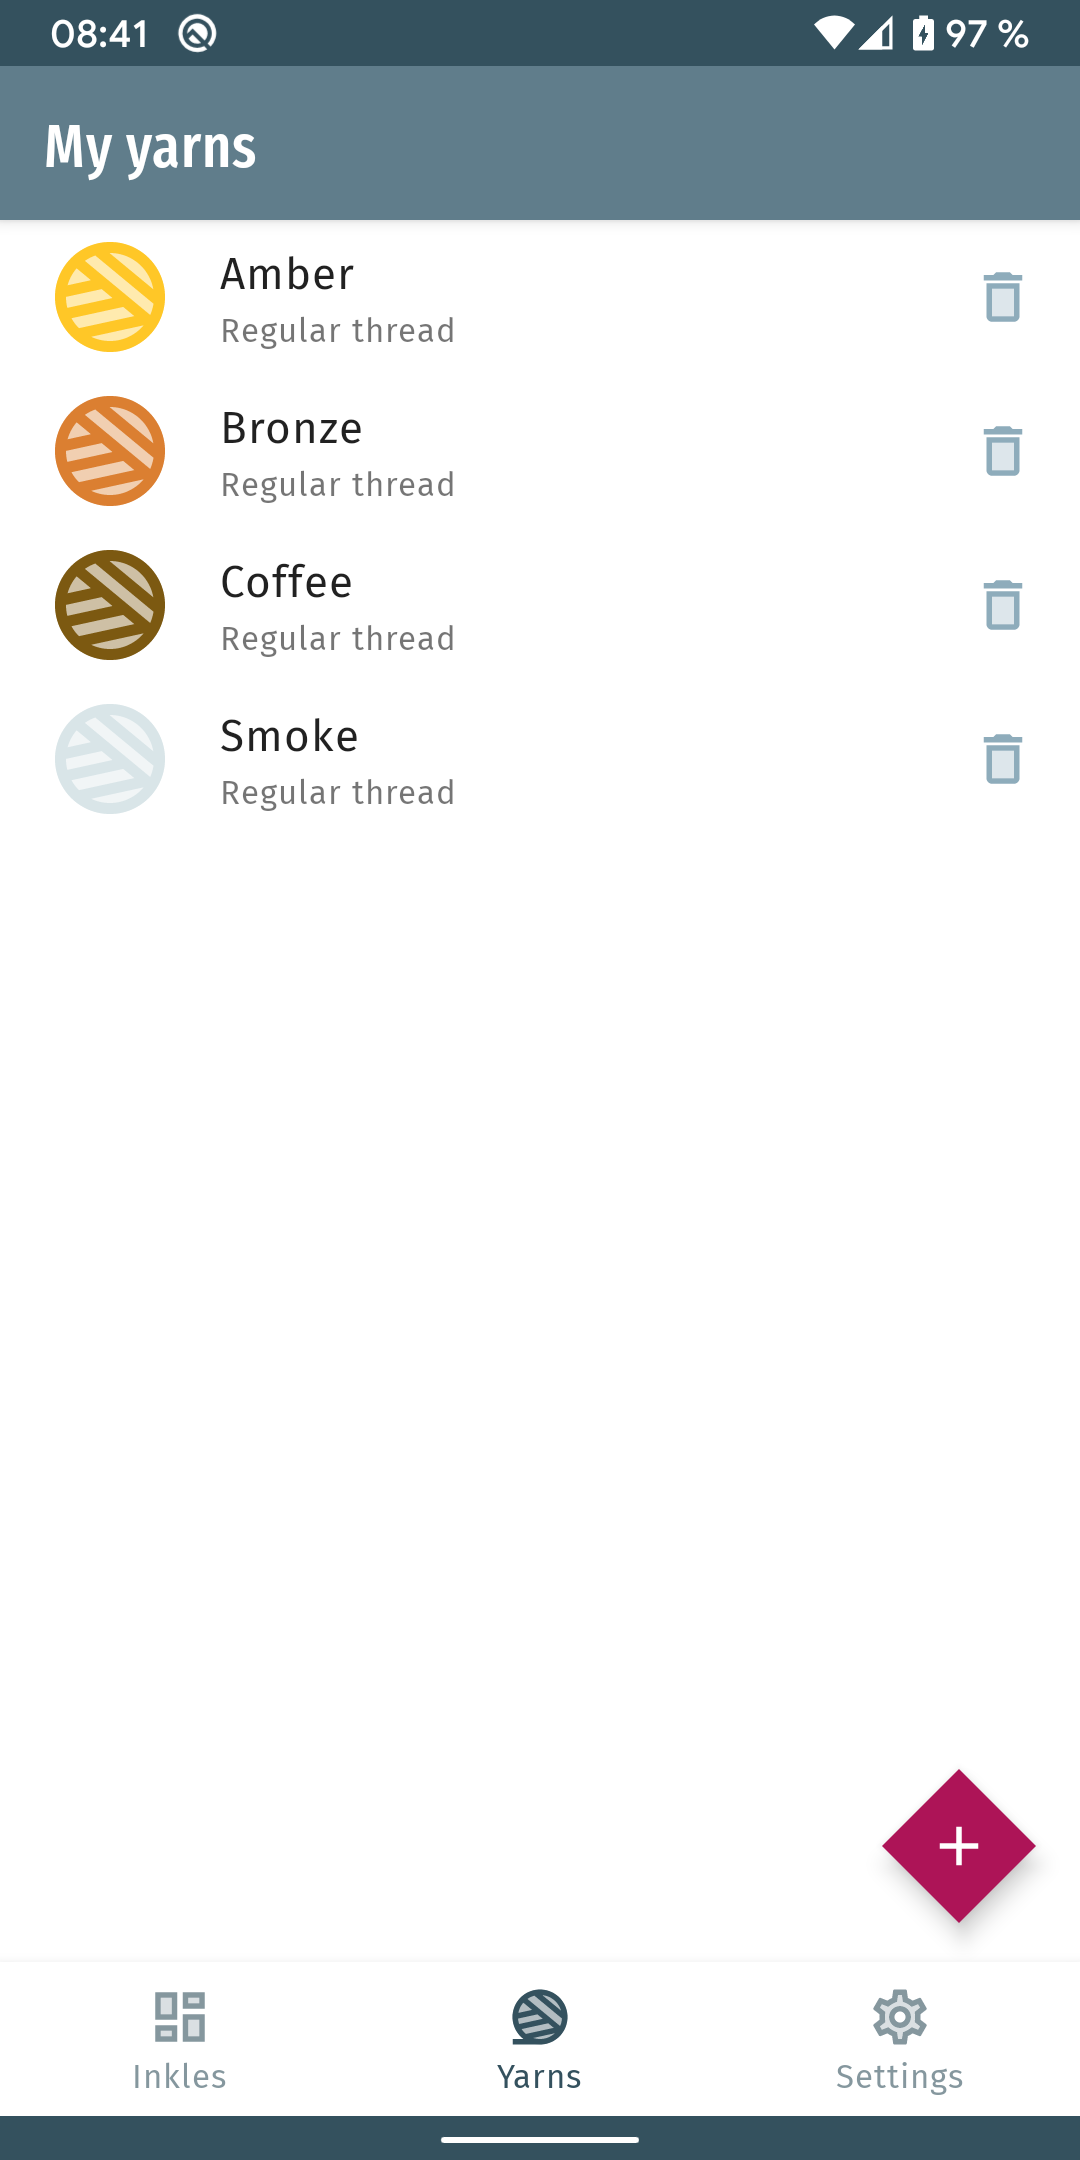 08:41
97 %
My yarns
Amber
Regular thread
Bronze
Regular thread
Coffee
Regular thread
Smoke
Regular thread
Inkles
Yarns
Settings